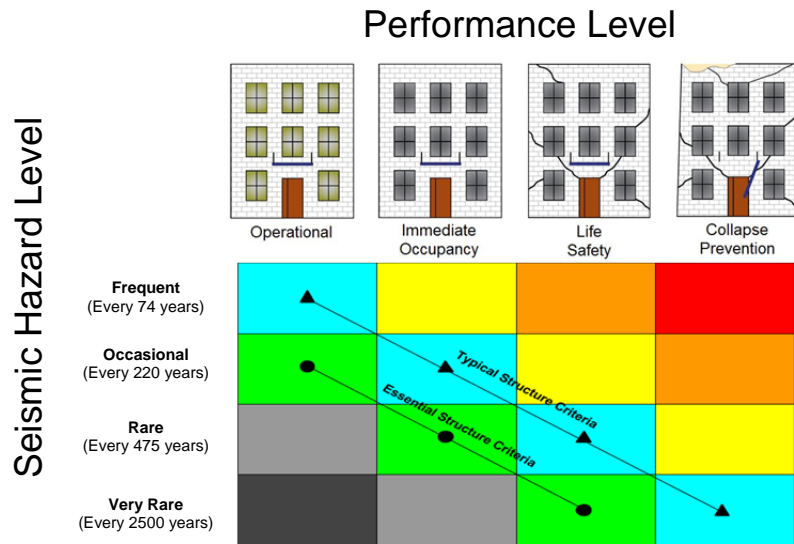 Performance Level
Seismic Hazard Level
Operational
Immediate
Occupancy
Life
Safety
Collapse
Prevention
Frequent
(Every 74 years)
Occasional
(Every 220 years)
Rare
(Every 475 years)
Very Rare
(Every 2500 years)
Typical Structure Criteria
Essential Structure Criteria